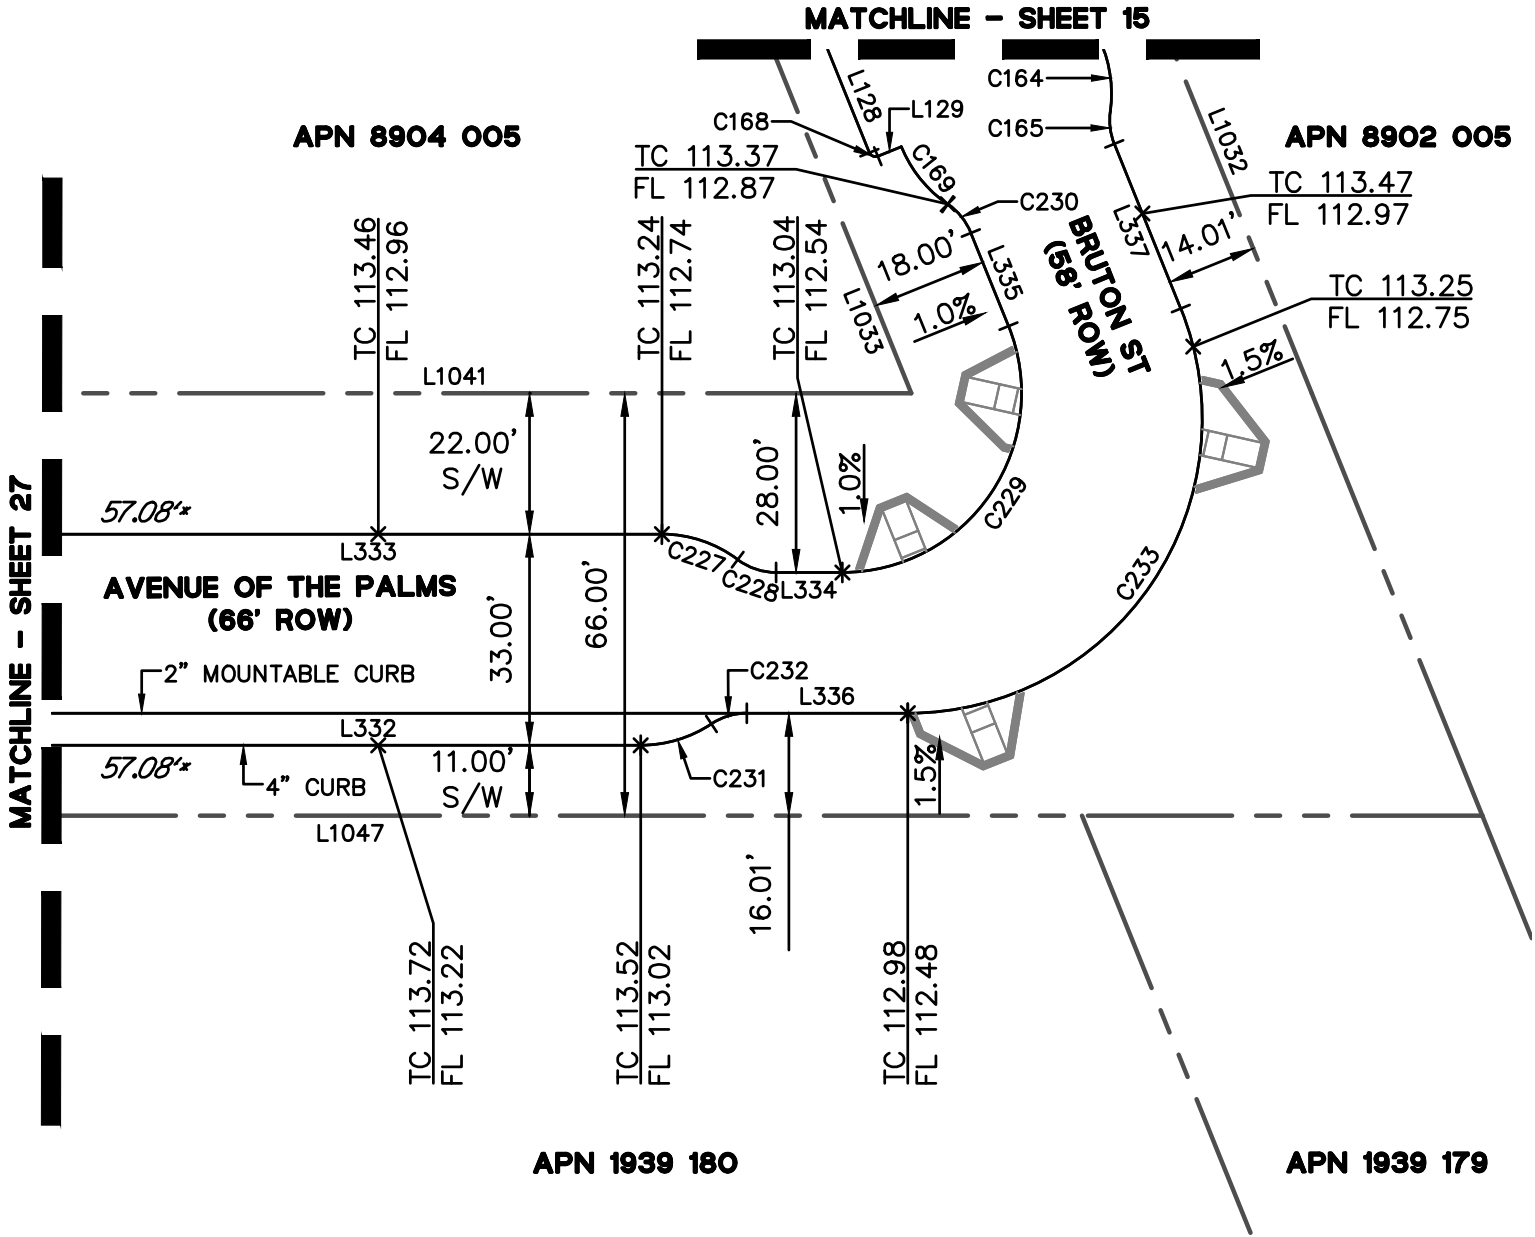 MATCHLINE - SHEET 15
C164
L128
L129
C168
C165
L1032
APN 8904 005
APN 8902 005
TC 113.37
FL 112.87
C169
C230
TC 113.47
FL 112.97
L337
14.01'
BRUTON ST
(58' ROW)
TC 113.46
FL 112.96
TC 113.24
FL 112.74
TC 113.04
FL 112.54
18.00'
L335
L1033
1.0%
TC 113.25
FL 112.75
1.5%
L1041
22.00'
S/W
28.00'
1.0%
C229
MATCHLINE - SHEET 27
57.08'*
L333
C227
C228
L334
C233
AVENUE OF THE PALMS
(66' ROW)
33.00'
66.00'
2" MOUNTABLE CURB
C232
L336
L332
57.08'*
4" CURB
11.00'
S/W
C231
1.5%
L1047
16.01'
TC 113.72
FL 113.22
TC 113.52
FL 113.02
TC 112.98
FL 112.48
APN 1939 180
APN 1939 179